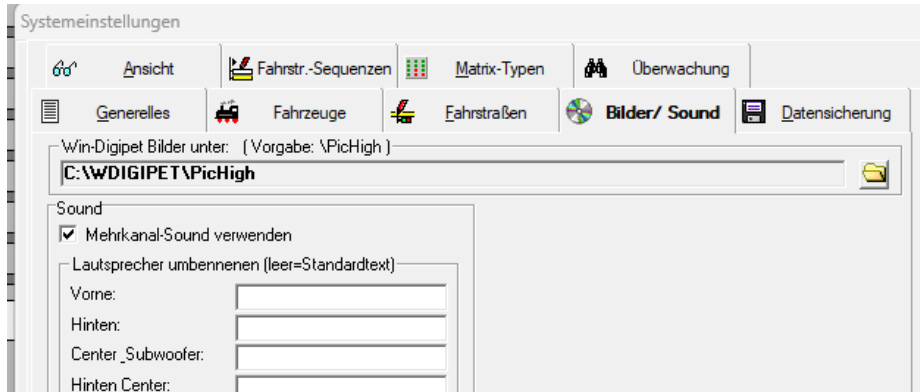 Systemeinstellungen
Ansicht Fahrstr.-Sequenzen Matrix-Typen Überwachung
Generelles Fahrzeuge Fahrstraßen Bilder/ Sound Datensicherung
Win-Digipet Bilder unter: ( Vorgabe: \PicHigh )
C:\WDIGIPET\PicHigh
Sound
Mehrkanal-Sound verwenden
Lautsprecher umbennenen (leer=Standardtext)
Vorne:
Hinten:
Center_Subwoofer:
Hinten Center: